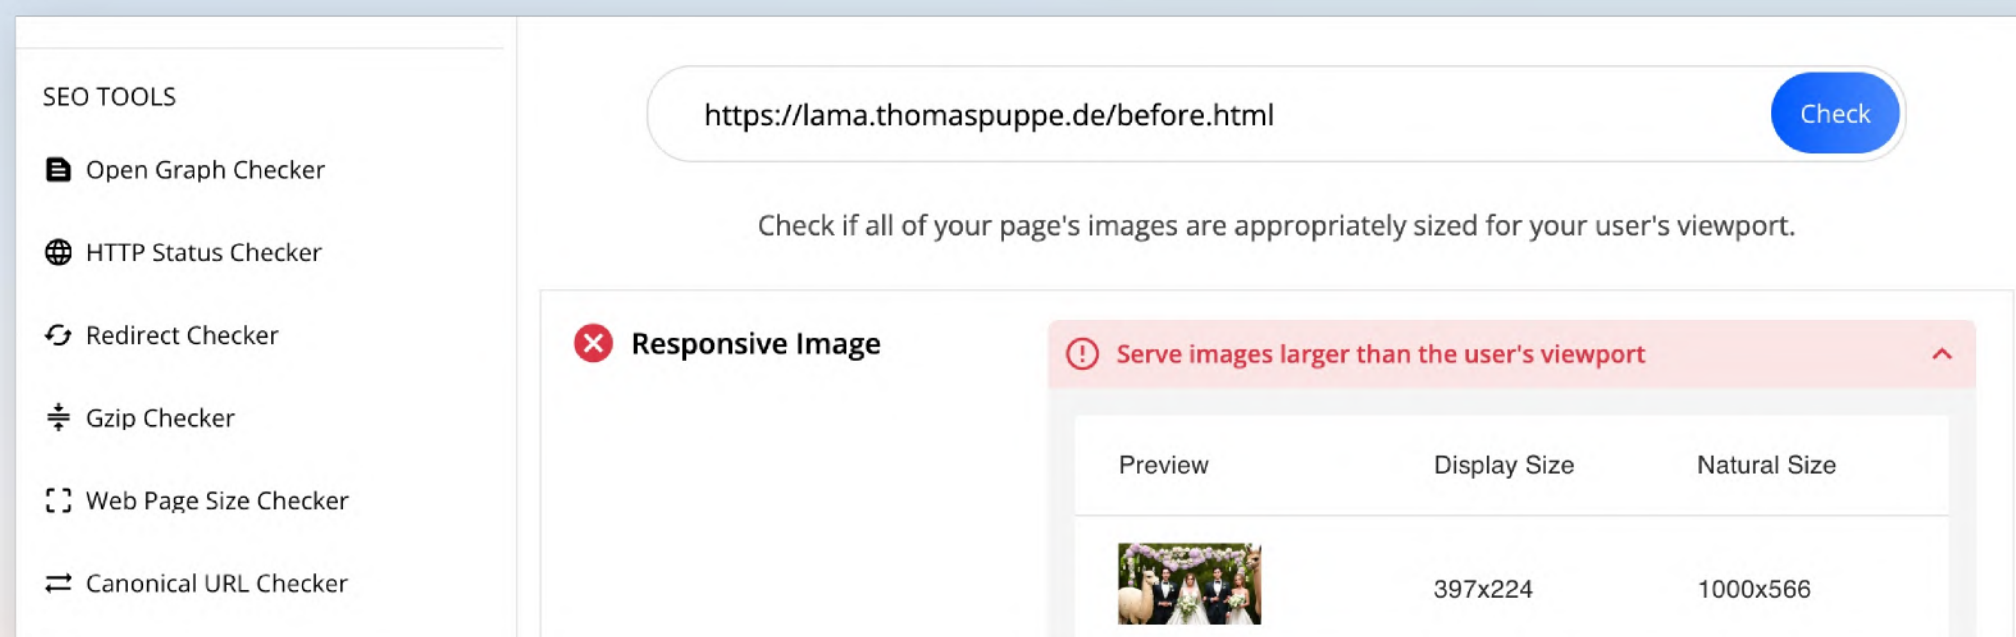 SEO TOOLS
Open Graph Checker
HTTP Status Checker
Redirect Checker
Gzip Checker
Web Page Size Checker
Canonical URL Checker
https://lama.thomaspuppe.de/before.html
Check
Check if all of your page's images are appropriately sized for your user's viewport.
Responsive Image
Serve images larger than the user's viewport
Preview Display Size Natural Size
397x224 1000x566